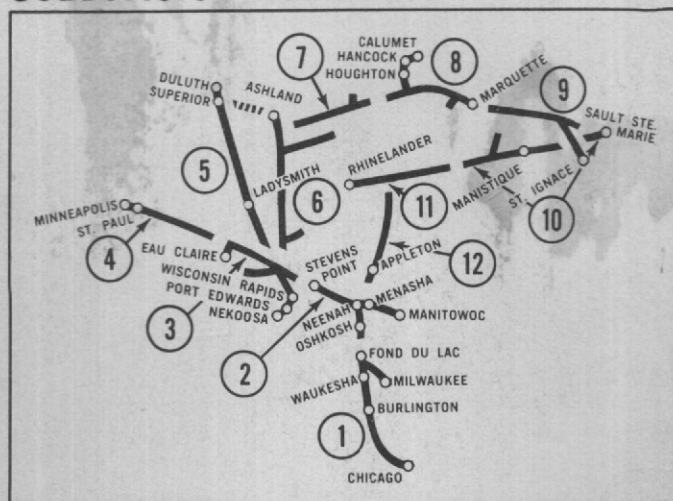 CALUMET
HANCOCK
HOUGHTON
7
8
DULUTH
SUPERIOR
ASHLAND
MARQUETTE
9
SAULT STE.
MARIE
5
LADYSMITH
RHINELANDER
MANISTIQUE
ST. IGNACE
10
6
11
MINNEAPOLIS
ST. PAUL
4
EAU CLAIRE
WISCONSIN RAPIDS
PORT EDWARDS
NEKOOSA
3
STEVENS
POINT
APPLETON
12
2
NEENAH
OSHKOSH
MENASHA
MANITOWOC
FOND DU LAC
WAUKESHA
MILWAUKEE
BURLINGTON
1
CHICAGO